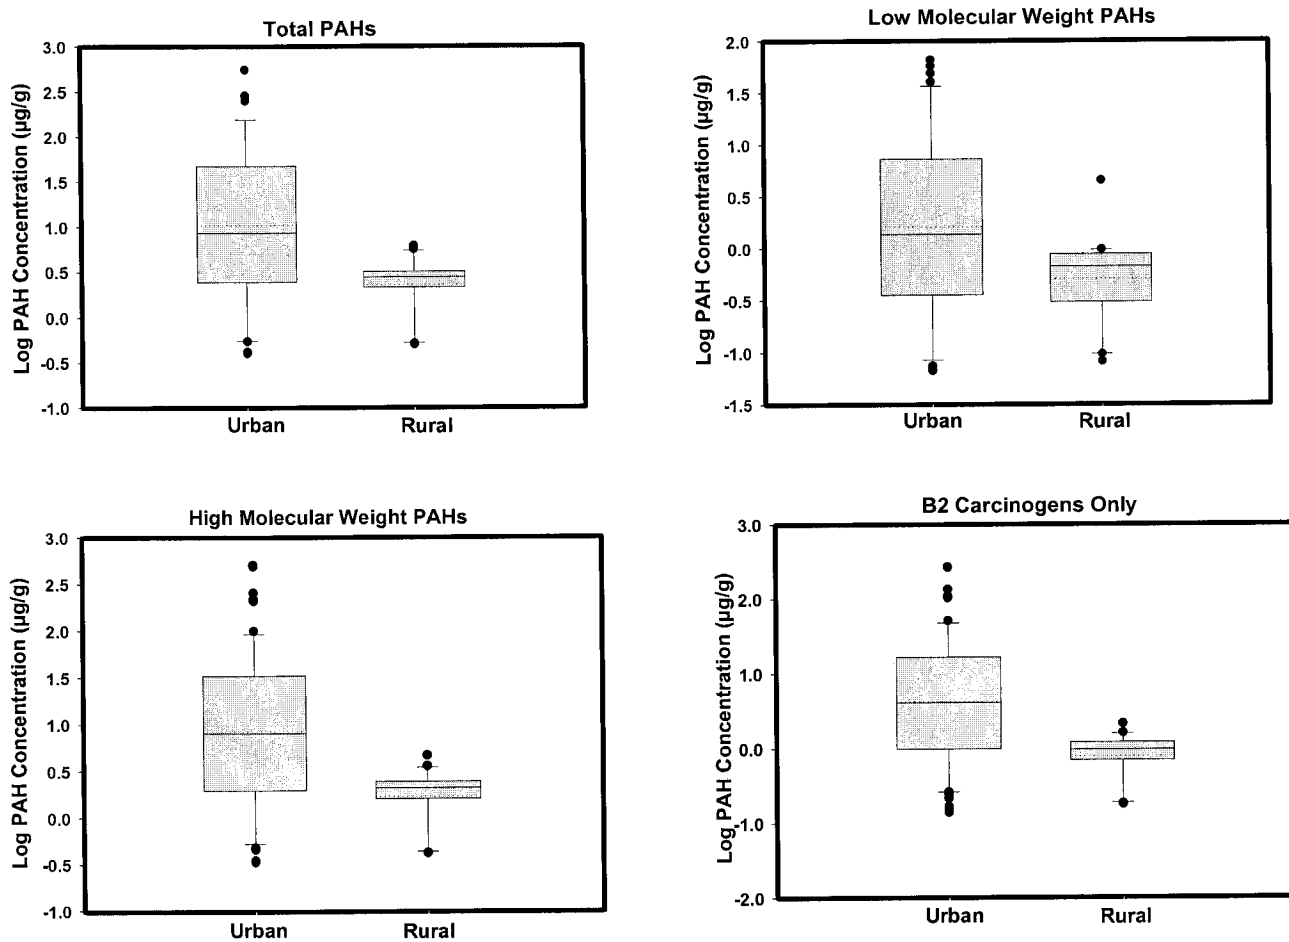 Total PAHs
Log PAH Concentration (µg/g)
3.0
2.5
2.0
1.5
1.0
0.5
0.0
-0.5
-1.0
Urban Rural
Low Molecular Weight PAHs
Log PAH Concentration (µg/g)
2.0
1.5
1.0
0.5
0.0
-0.5
-1.0
-1.5
Urban Rural
High Molecular Weight PAHs
Log PAH Concentration (µg/g)
3.0
2.5
2.0
1.5
1.0
0.5
0.0
-0.5
-1.0
Urban Rural
B2 Carcinogens Only
Log PAH Concentration (µg/g)
3.0
2.0
1.0
0.0
-1.0
-2.0
Urban Rural